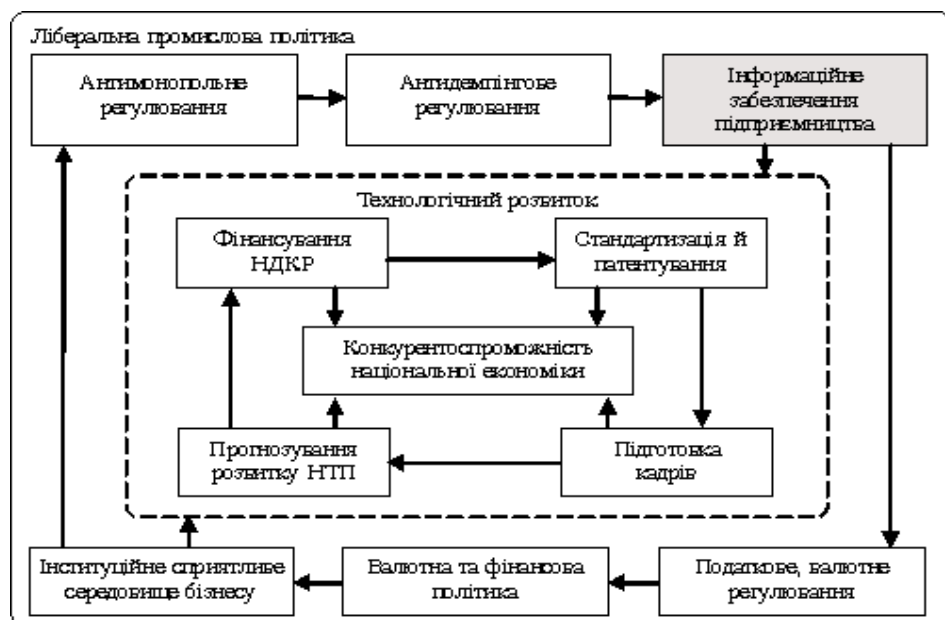 Ліберальна промислова політика
Антимонопольне
регулювання
Антидемпінгове
регулювання
Інформаційне
забезпечення
підприємництва
Технологічний розвиток
Фінансування
НДКР
Стандартизація й
патентування
Конкурентоспроможність
національної економіки
Прогнозування
розвитку НТП
Підготовка
кадрів
Інституційне сприятливе
середовище бізнесу
Валютна та фінансова
політика
Податкове, валютне
регулювання